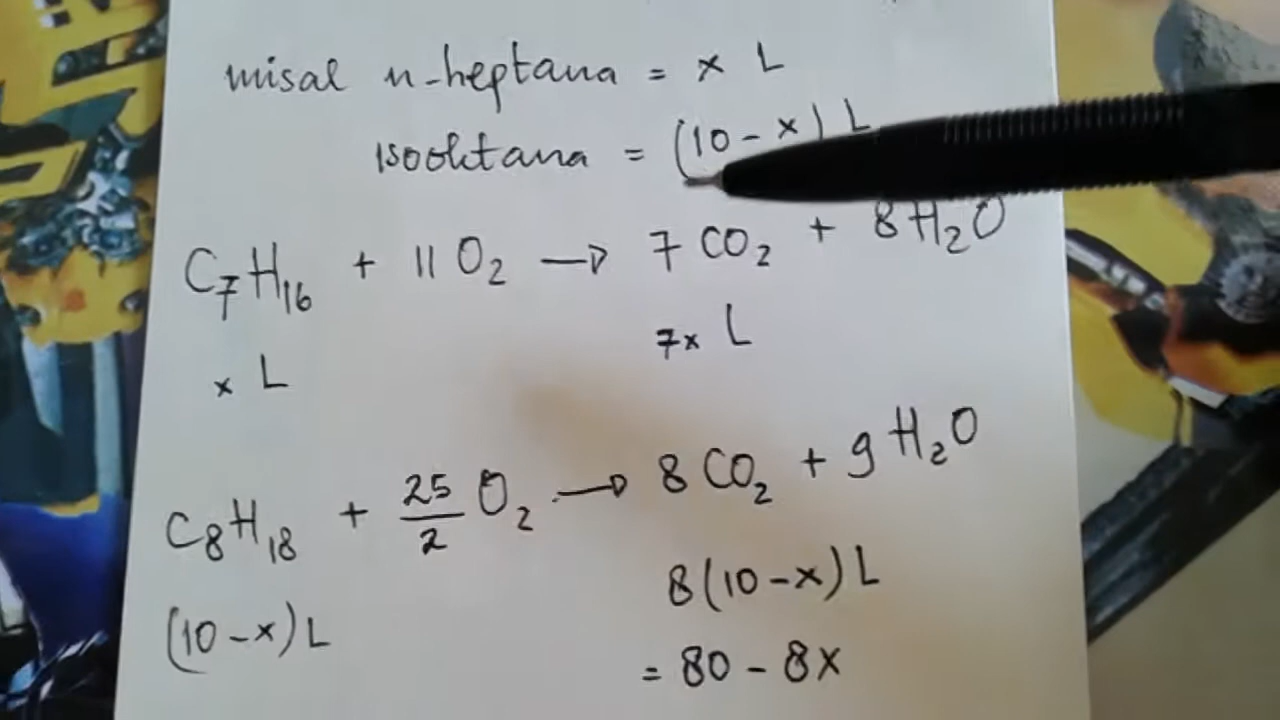 misal n-heptana = x L
isooktana = (10 - x) L
C₇H₁₆ + 11 O₂ → 7 CO₂ + 8 H₂O
x L 7x L
C₈H₁₈ + 25/2 O₂ → 8 CO₂ + 9 H₂O
(10 - x) L 8(10 - x) L
= 80 - 8x